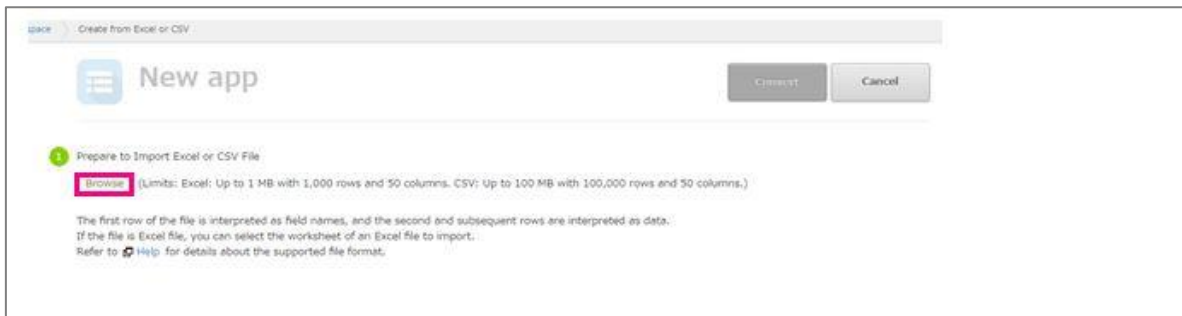 space Create from Excel or CSV
New app
Convert Cancel
1 Prepare to Import Excel or CSV File
Browse (Limits: Excel: Up to 1 MB with 1,000 rows and 50 columns. CSV: Up to 100 MB with 100,000 rows and 50 columns.)
The first row of the file is interpreted as field names, and the second and subsequent rows are interpreted as data.
If the file is Excel file, you can select the worksheet of an Excel file to import.
Refer to Help for details about the supported file format.